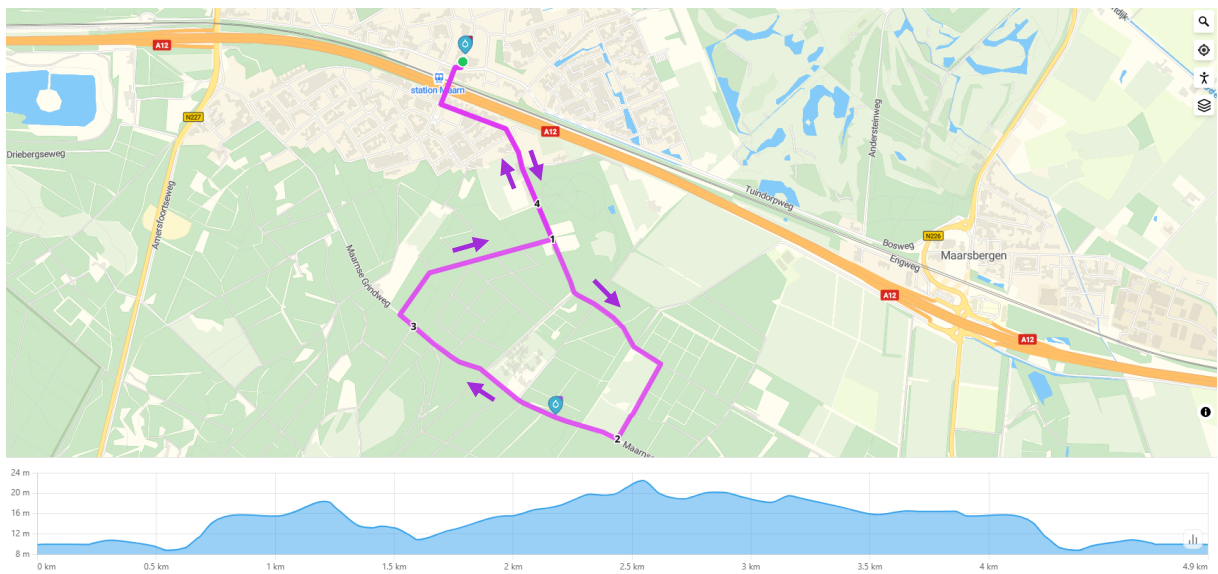 A12
station Maarn
N227
A12
Driebergseweg
Andersteinweg
Amersfoortseweg
Tuindorpweg
4
N226
1
Bosweg
Maarsbergen
Engweg
Maarnse Grindweg
A12
3
A12
2
Maarnse
24 m
20 m
16 m
12 m
8 m
0 km
0.5 km
1 km
1.5 km
2 km
2.5 km
3 km
3.5 km
4 km
4.9 km